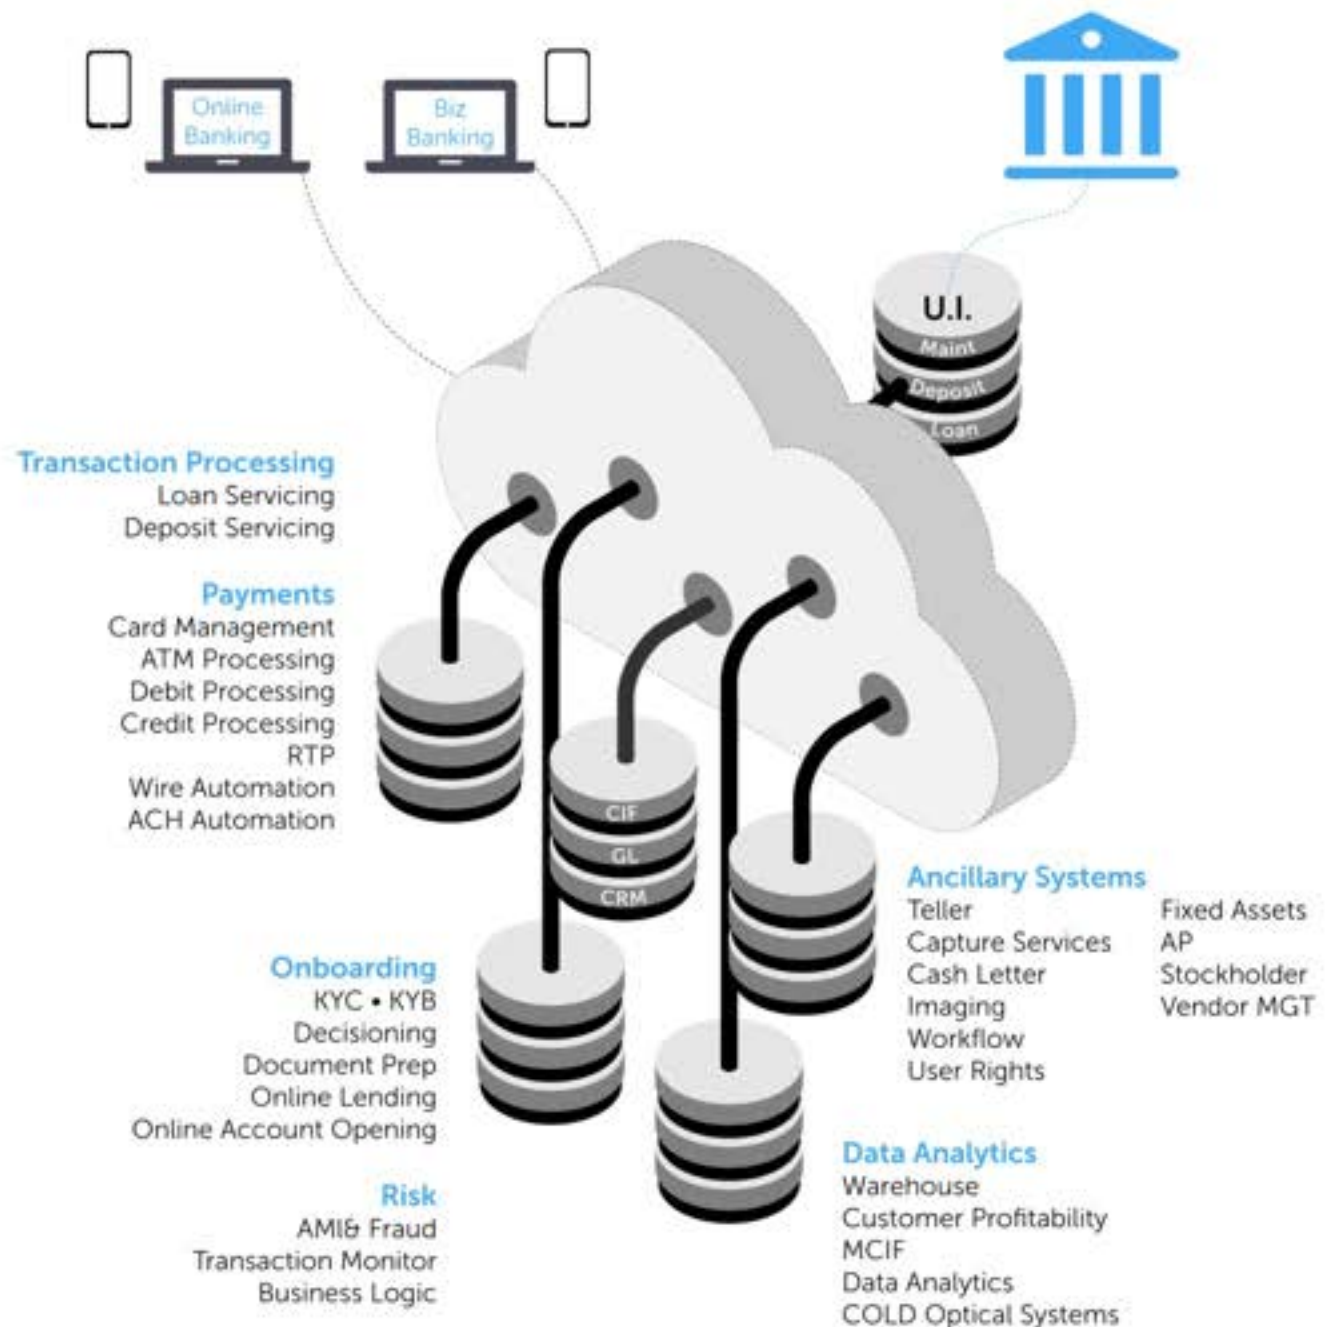 Online
Banking
Biz
Banking
U.I.
Maint
Deposit
Loan
Transaction Processing
Loan Servicing
Deposit Servicing
Payments
Card Management
ATM Processing
Debit Processing
Credit Processing
RTP
Wire Automation
ACH Automation
CIF
GL
CRM
Ancillary Systems
Teller
Capture Services
Cash Letter
Imaging
Workflow
User Rights
Fixed Assets
AP
Stockholder
Vendor MGT
Onboarding
KYC • KYB
Decisioning
Document Prep
Online Lending
Online Account Opening
Risk
AMl& Fraud
Transaction Monitor
Business Logic
Data Analytics
Warehouse
Customer Profitability
MCIF
Data Analytics
COLD Optical Systems